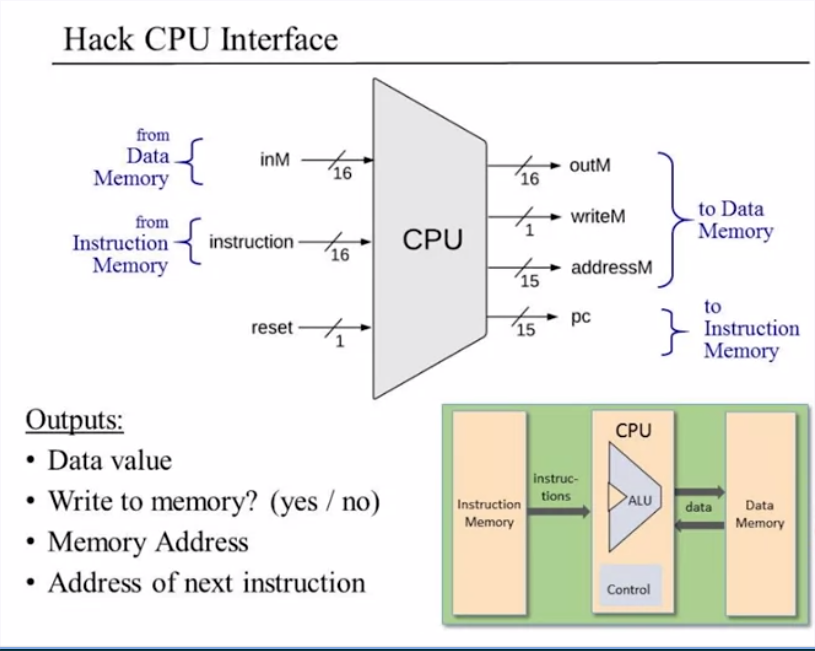 Hack CPU Interface
from
Data
Memory
inM
16
from
Instruction
Memory
instruction
16
reset
1
CPU
16
outM
1
writeM
15
addressM
15
pc
to Data
Memory
to
Instruction
Memory
Outputs:
• Data value
• Write to memory? (yes / no)
• Memory Address
• Address of next instruction
Instruction
Memory
instruc-
tions
CPU
ALU
Control
data
Data
Memory